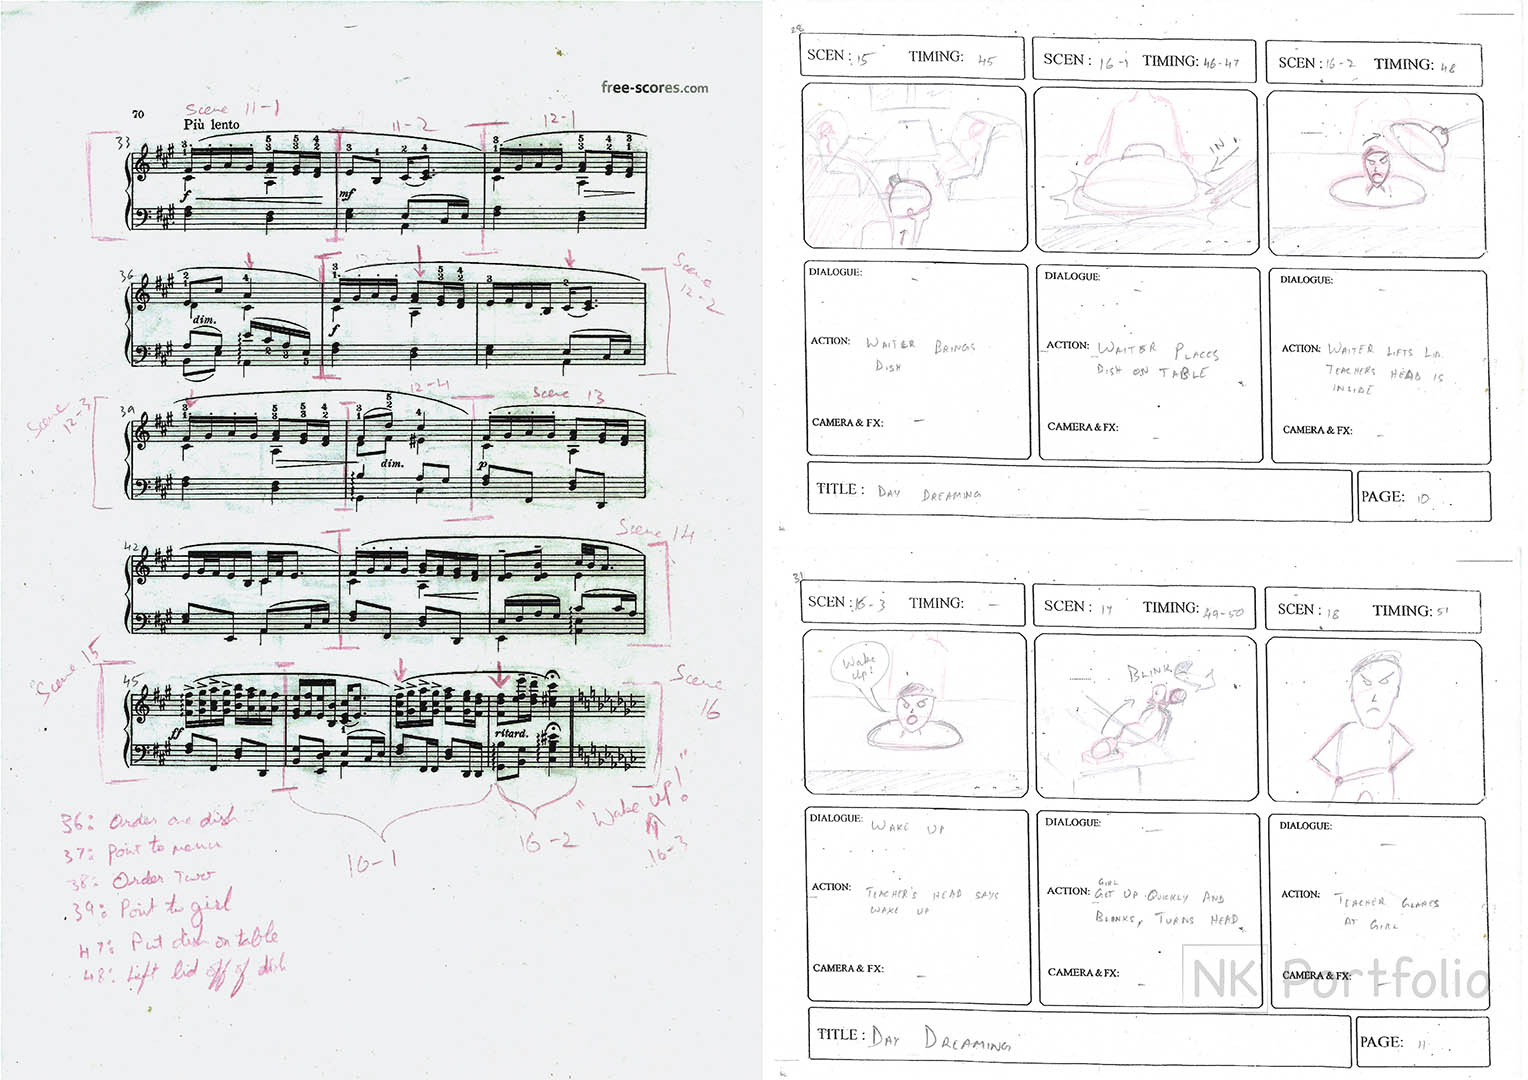 free-scores.com
70
Scene 11-1
Più lento
11-2
12-1
33
f
mf
36
Scene
12-2
dim.
f
39
Scene
12-3
12-4
Scene 13
dim.
p
42
Scene 14
45
Scene 15
Scene
16
ff
ritard.
"Wake up!"
16-1
16-2
16-3
36: Order one dish
37: Point to menu
38: Order Two
39: Point to girl
47: Put dish on table
48: Lift lid off of dish
28
SCEN: 15 TIMING: 45
SCEN: 16-1 TIMING: 46-47
SCEN: 16-2 TIMING: 48
IN
DIALOGUE: -
DIALOGUE: -
DIALOGUE: -
ACTION: WAITER BRINGS
DISH
ACTION: WAITER PLACES
DISH ON TABLE
ACTION: WAITER LIFTS LID.
TEACHERS HEAD IS
INSIDE
CAMERA & FX: -
CAMERA & FX: -
CAMERA & FX: -
TITLE: DAY DREAMING
PAGE: 10
31
SCEN: 16-3 TIMING: -
SCEN: 17 TIMING: 49-50
SCEN: 18 TIMING: 51
Wake
Up!
BLINK
DIALOGUE: WAKE UP
DIALOGUE: -
DIALOGUE: -
ACTION: TEACHER'S HEAD SAYS
WAKE UP
GIRL
ACTION: GET UP QUICKLY AND
BLINKS, TURNS HEAD
ACTION: TEACHER GLARES
AT GIRL
CAMERA & FX: -
CAMERA & FX: -
CAMERA & FX: -
TITLE: DAY DREAMING
PAGE: 11
NK Portfolio